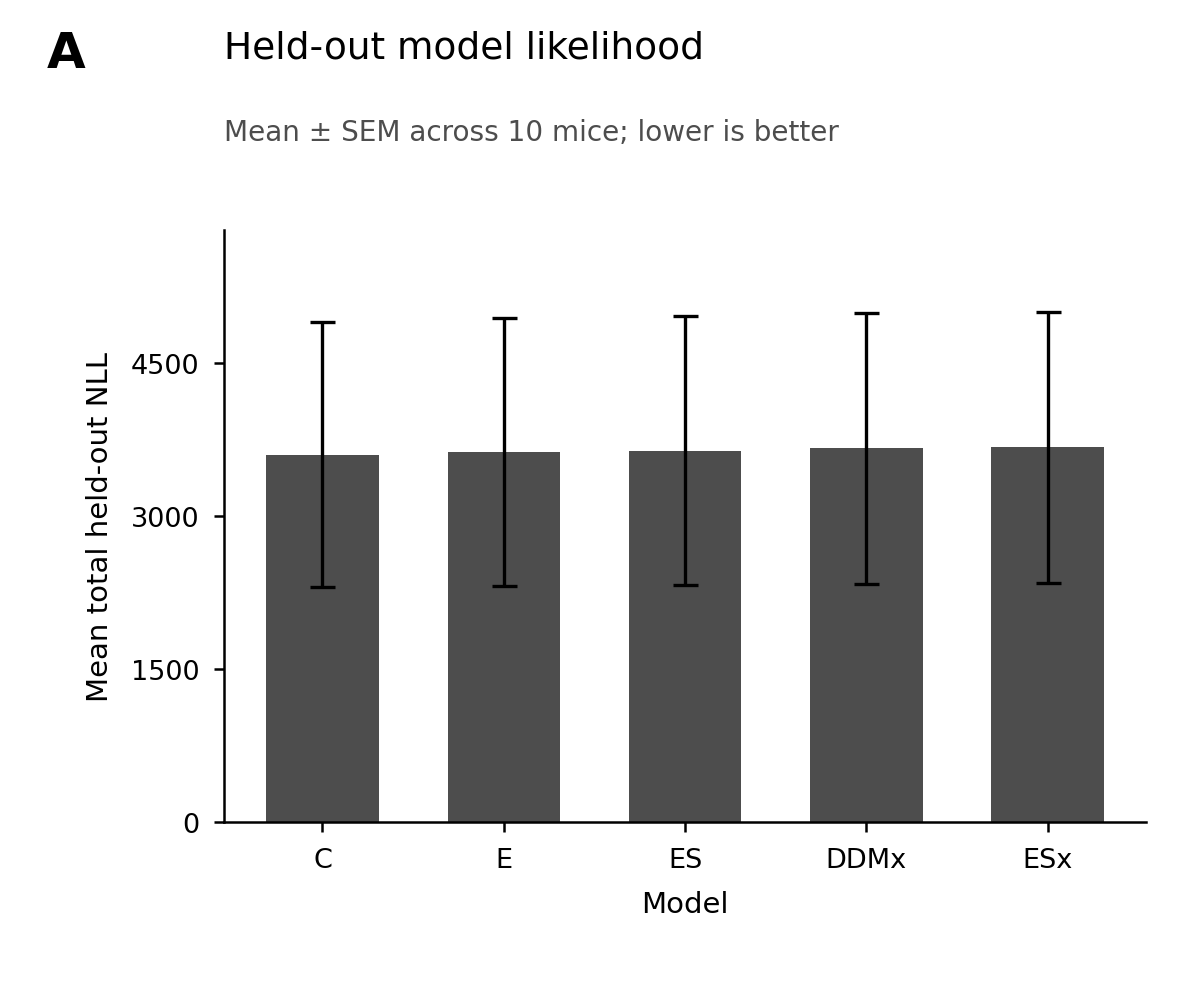 A
Held-out model likelihood
Mean ± SEM across 10 mice; lower is better
Mean total held-out NLL
4500
3000
1500
0
C
E
ES
DDMx
ESx
Model